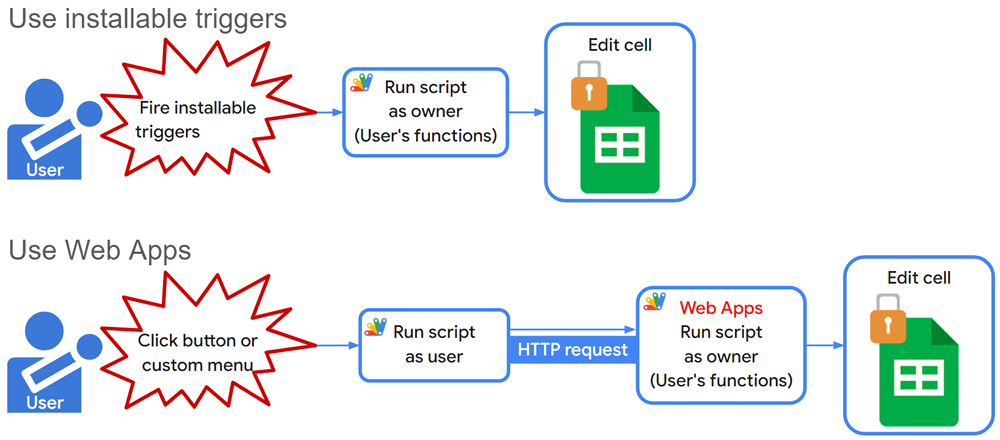 Use installable triggers
Edit cell
Fire installable
triggers
Run script
as owner
(User's functions)
User
Use Web Apps
Edit cell
Click button or
custom menu
Run script
as user
HTTP request
Web Apps
Run script
as owner
(User's functions)
User